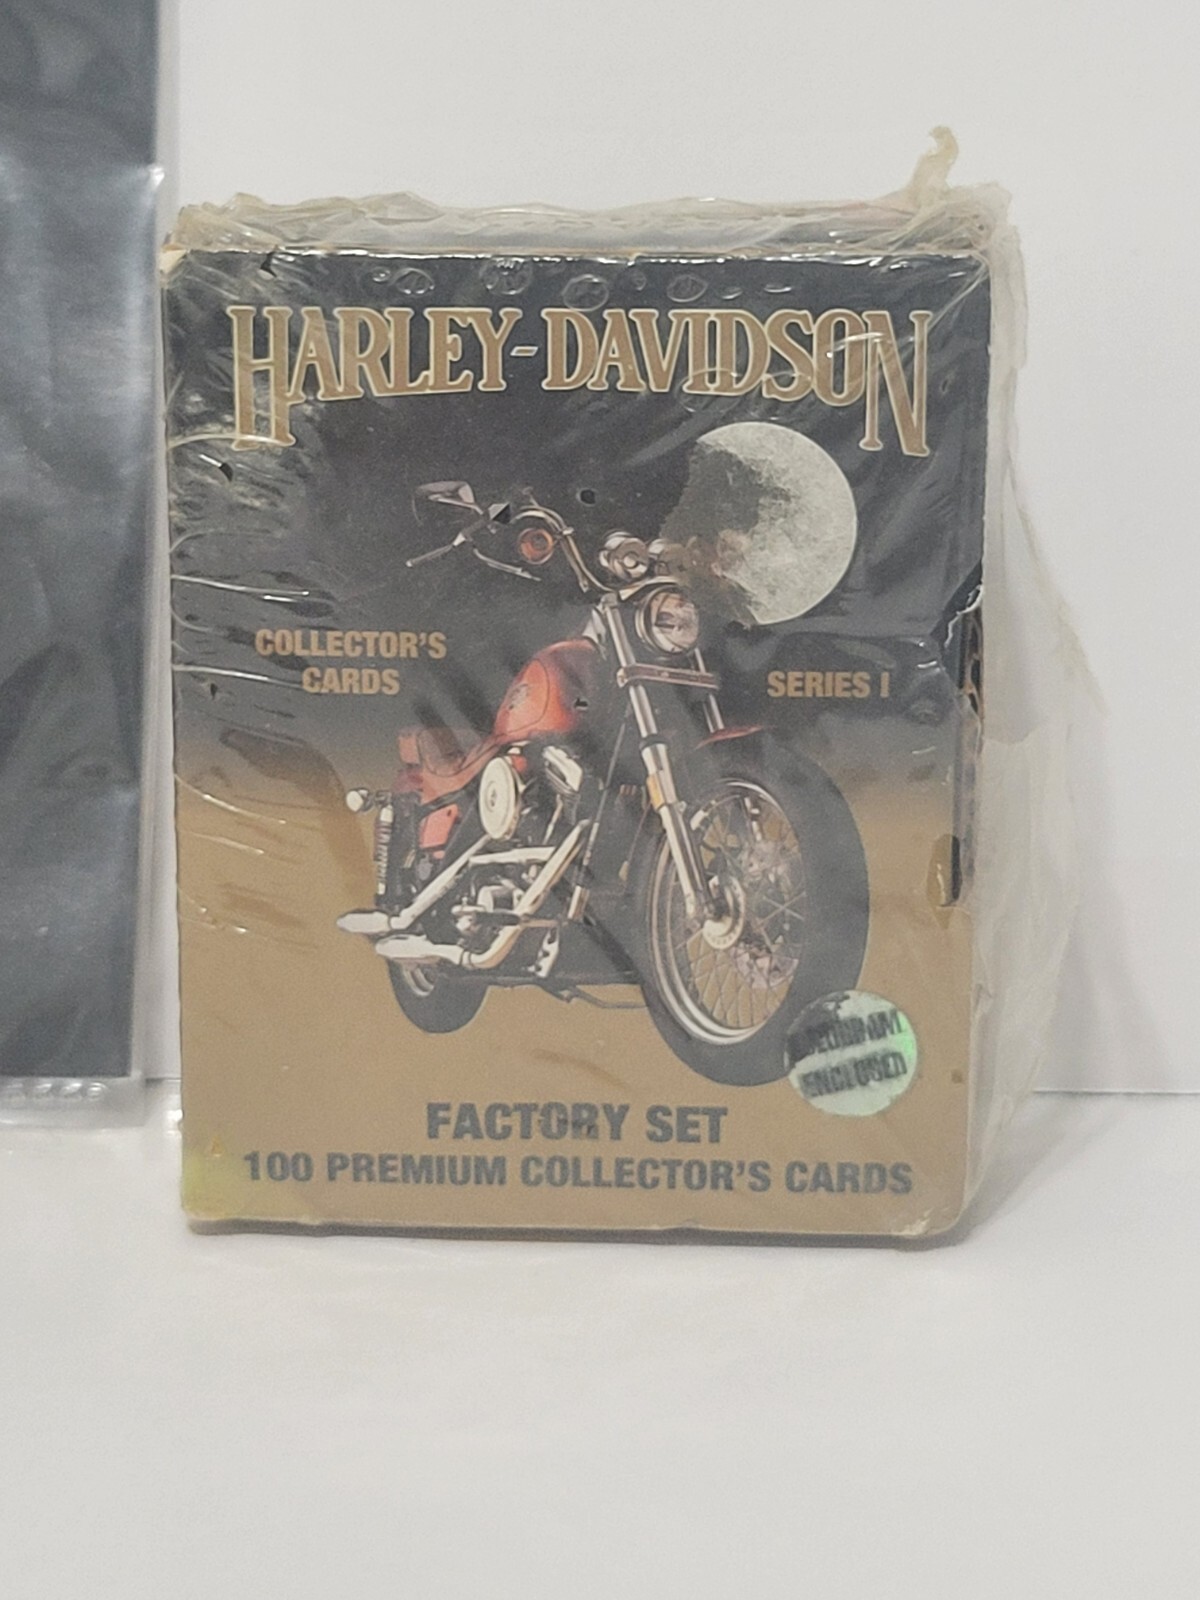 HARLEY-DAVIDSON
COLLECTOR'S
CARDS
SERIES I
ENCLOSED
FACTORY SET
100 PREMIUM COLLECTOR'S CARDS